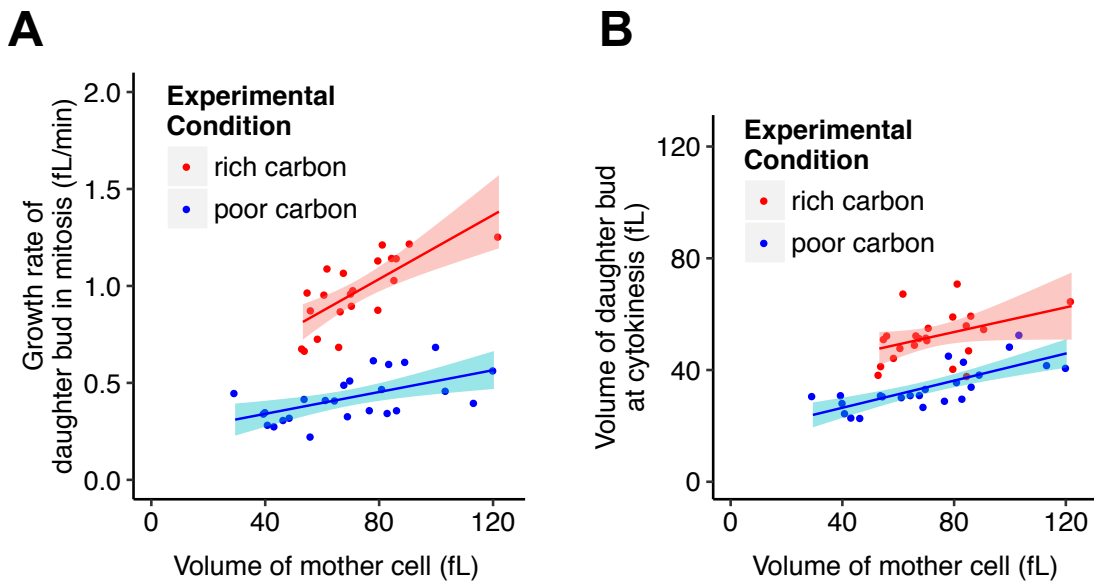 A
Growth rate of
daughter bud in mitosis (fL/min)
2.0
1.5
1.0
0.5
0.0
Experimental
Condition
rich carbon
poor carbon
0 40 80 120
Volume of mother cell (fL)
B
Volume of daughter bud
at cytokinesis (fL)
120
80
40
0
Experimental
Condition
rich carbon
poor carbon
0 40 80 120
Volume of mother cell (fL)